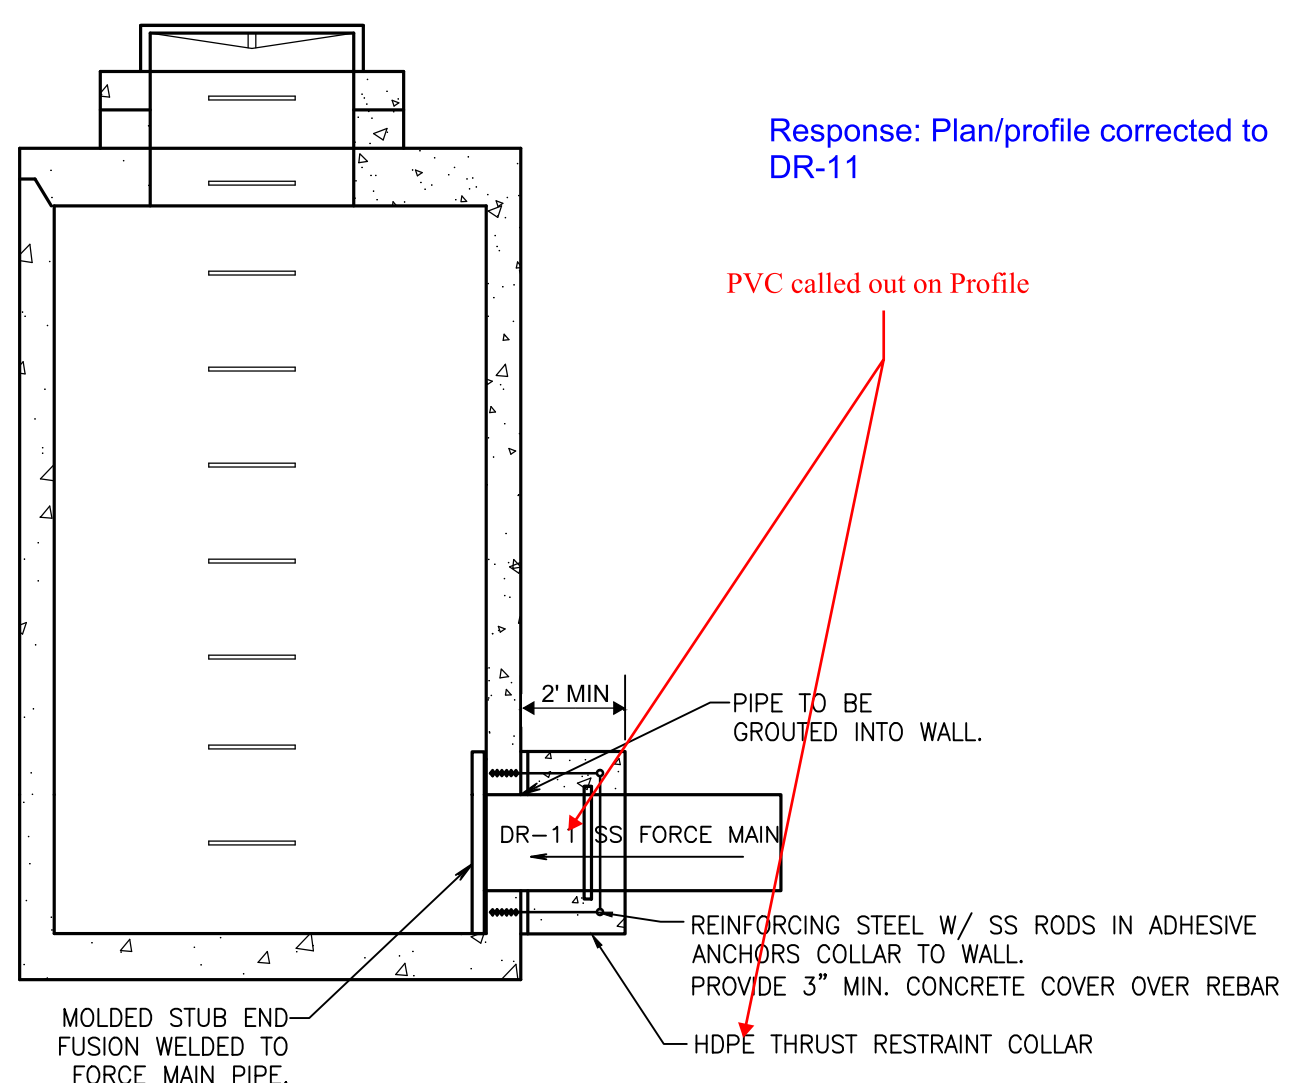 Response: Plan/profile corrected to
DR-11
PVC called out on Profile
2' MIN
PIPE TO BE
GROUTED INTO WALL.
DR-11 SS FORCE MAIN
REINFORCING STEEL W/ SS RODS IN ADHESIVE
ANCHORS COLLAR TO WALL.
PROVIDE 3" MIN. CONCRETE COVER OVER REBAR
HDPE THRUST RESTRAINT COLLAR
MOLDED STUB END
FUSION WELDED TO
FORCE MAIN PIPE.